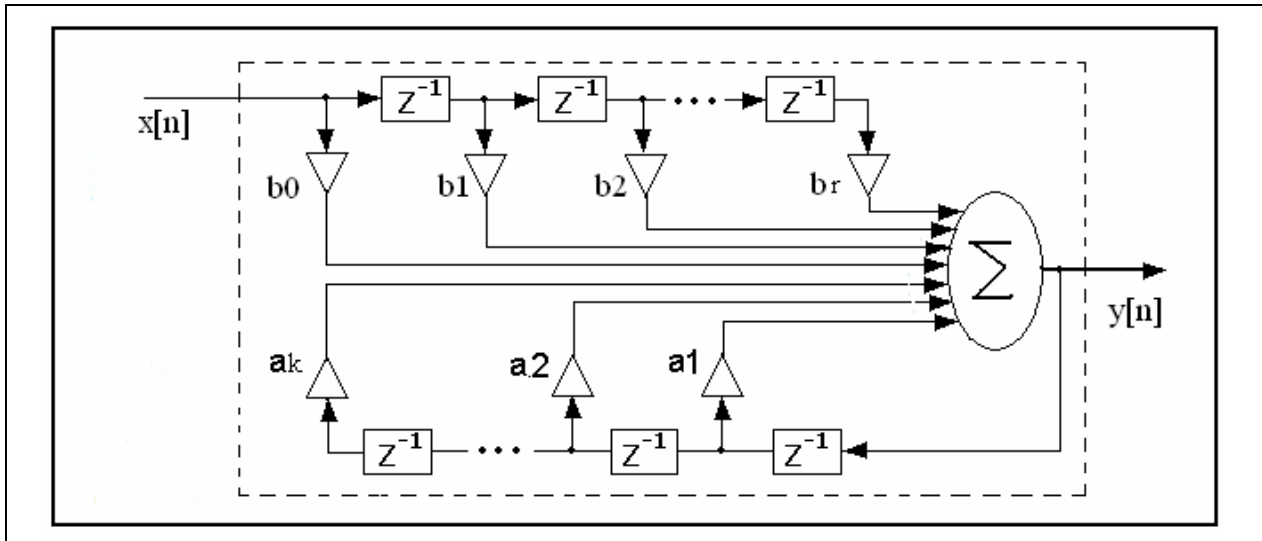 Z⁻¹ Z⁻¹ • • • Z⁻¹
x[n]
b0 b1 b2 br
∑
y[n]
ak a2 a1
Z⁻¹ • • • Z⁻¹ Z⁻¹